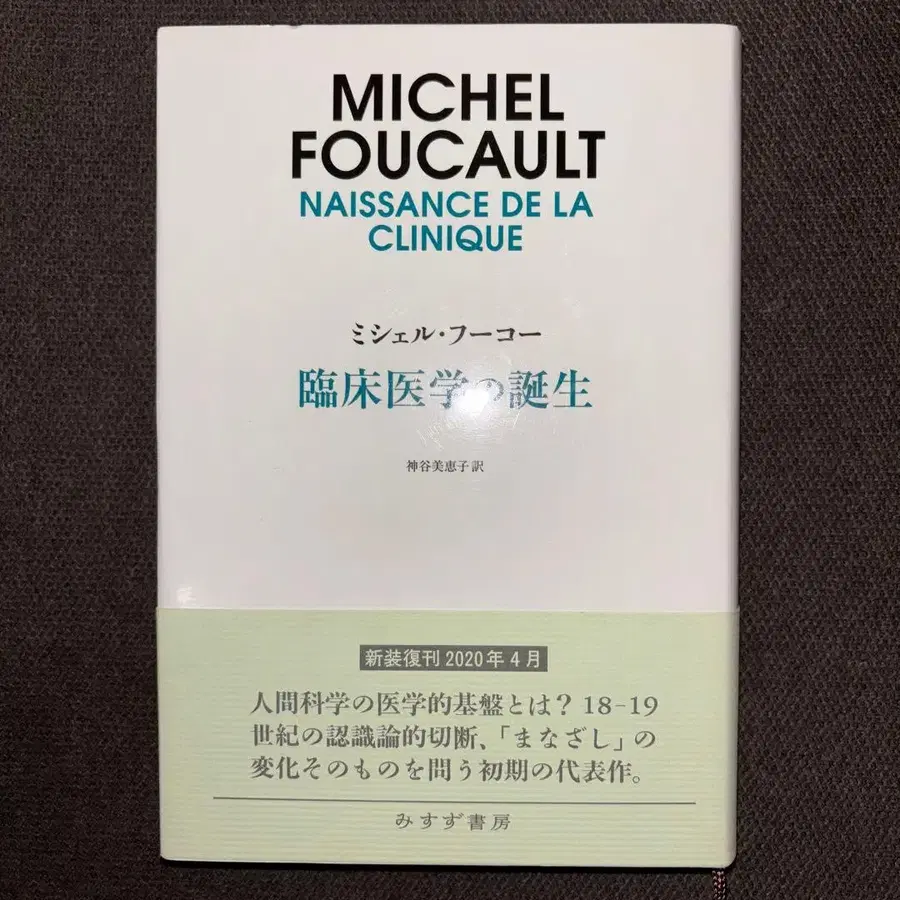 MICHEL
FOUCAULT
NAISSANCE DE LA
CLINIQUE
ミシェル・フーコー
臨床医学の誕生
神谷美恵子 訳
新装復刊 2020年4月
人間科学の医学的基盤とは? 18-19
世紀の認識論的切断、「まなざし」の
変化そのものを問う初期の代表作。
みすず書房